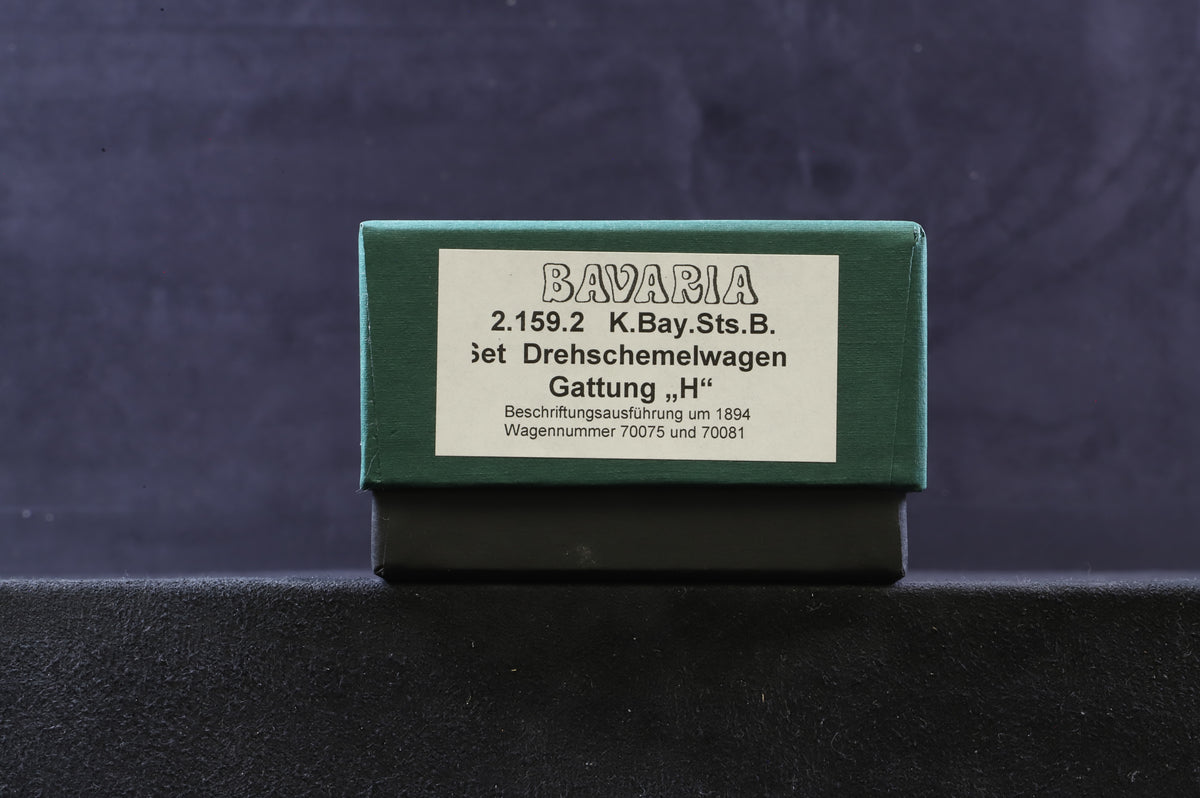 BAVARIA
2.159.2 K.Bay.Sts.B.
Set Drehschemelwagen
Gattung „H“
Beschriftungsausführung um 1894
Wagennummer 70075 und 70081